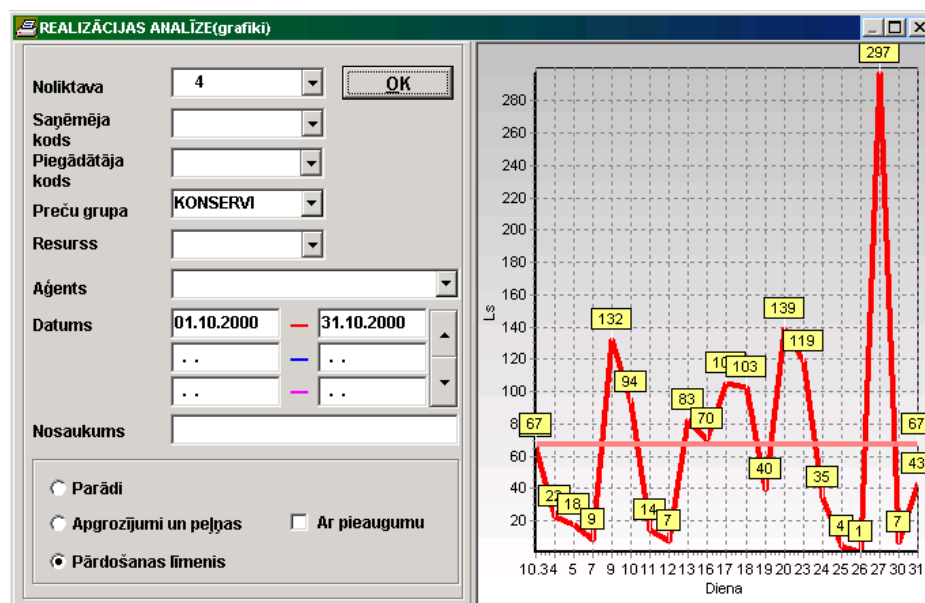 REALIZĀCIJAS ANALĪZE(grafiki)
Noliktava 4 OK
Saņēmēja
kods
Piegādātāja
kods
Preču grupa KONSERVI
Resurss
Aģents
Datums 01.10.2000 31.10.2000
. . . .
. . . .
Nosaukums
Parādi
Apgrozījumi un peļņas Ar pieaugumu
Pārdošanas līmenis
297
280
260
240
220
200
180
160
140
120
100
8
60
40
20
Ls
67
18
9
132
94
14
7
83
70
103
40
139
119
35
4
1
7
67
43
10.34 5 7 9 10 11 12 13 16 17 18 19 20 23 24 25 26 27 30 31
Diena